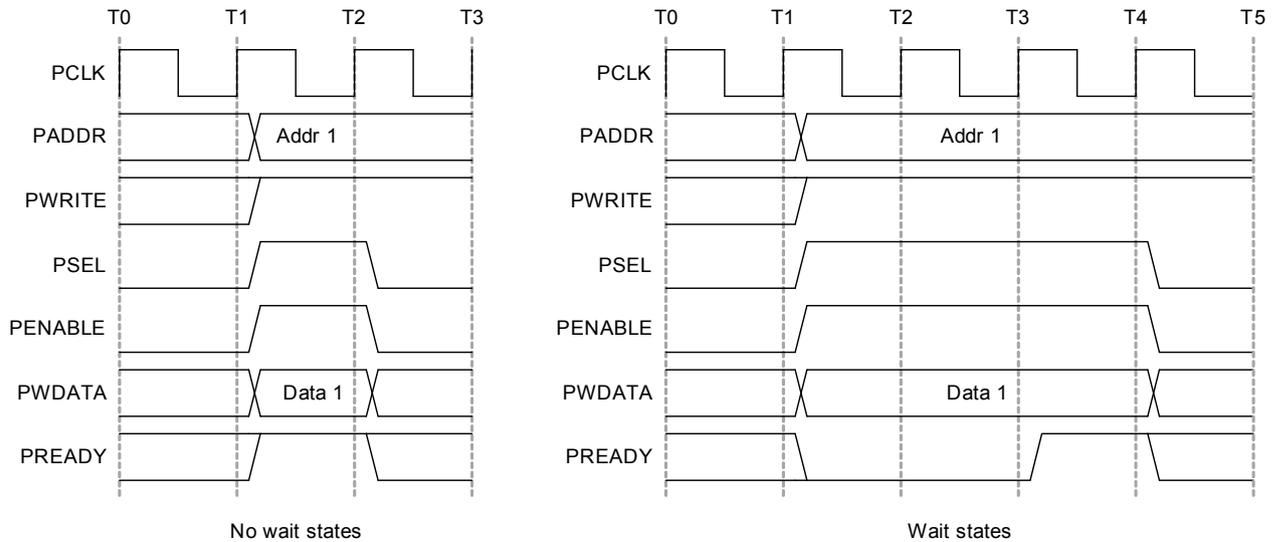 T0 T1 T2 T3
PCLK
PADDR Addr 1
PWRITE
PSEL
PENABLE
PWDATA Data 1
PREADY
No wait states
T0 T1 T2 T3 T4 T5
PCLK
PADDR Addr 1
PWRITE
PSEL
PENABLE
PWDATA Data 1
PREADY
Wait states